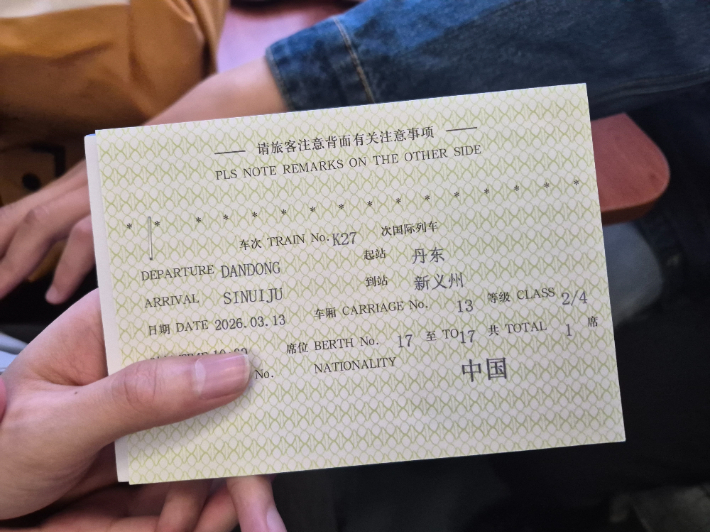 请旅客注意背面有关注意事项
PLS NOTE REMARKS ON THE OTHER SIDE
* * * * * * * * * * * * * * * *
车次 TRAIN No. K27 次国际列车
DEPARTURE DANDONG 起站 丹东
ARRIVAL SINUIJU 到站 新义州
日期 DATE 2026.03.13 车厢 CARRIAGE No. 13 等级 CLASS 2/4
席位 BERTH No. 17 至 TO 17 共 TOTAL 1 席
No. NATIONALITY 中国